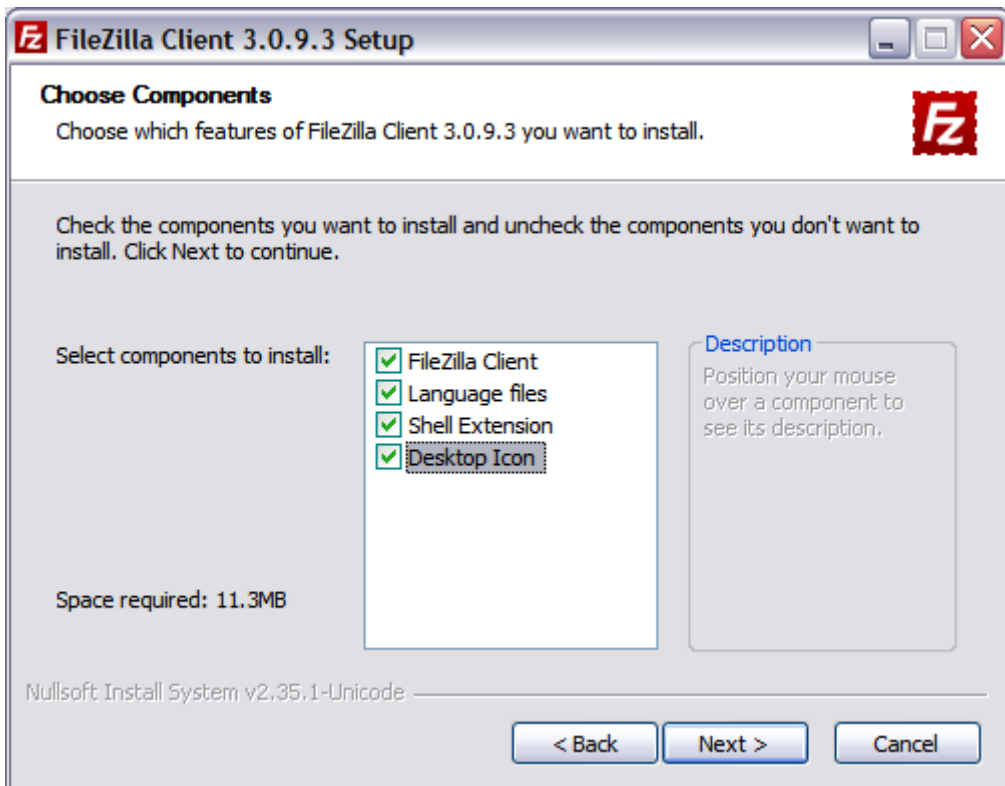 FileZilla Client 3.0.9.3 Setup
Choose Components
Choose which features of FileZilla Client 3.0.9.3 you want to install.
Fz
Check the components you want to install and uncheck the components you don't want to
install. Click Next to continue.
Select components to install:
FileZilla Client
Language files
Shell Extension
Desktop Icon
Description
Position your mouse
over a component to
see its description.
Space required: 11.3MB
Nullsoft Install System v2.35.1-Unicode
< Back
Next >
Cancel